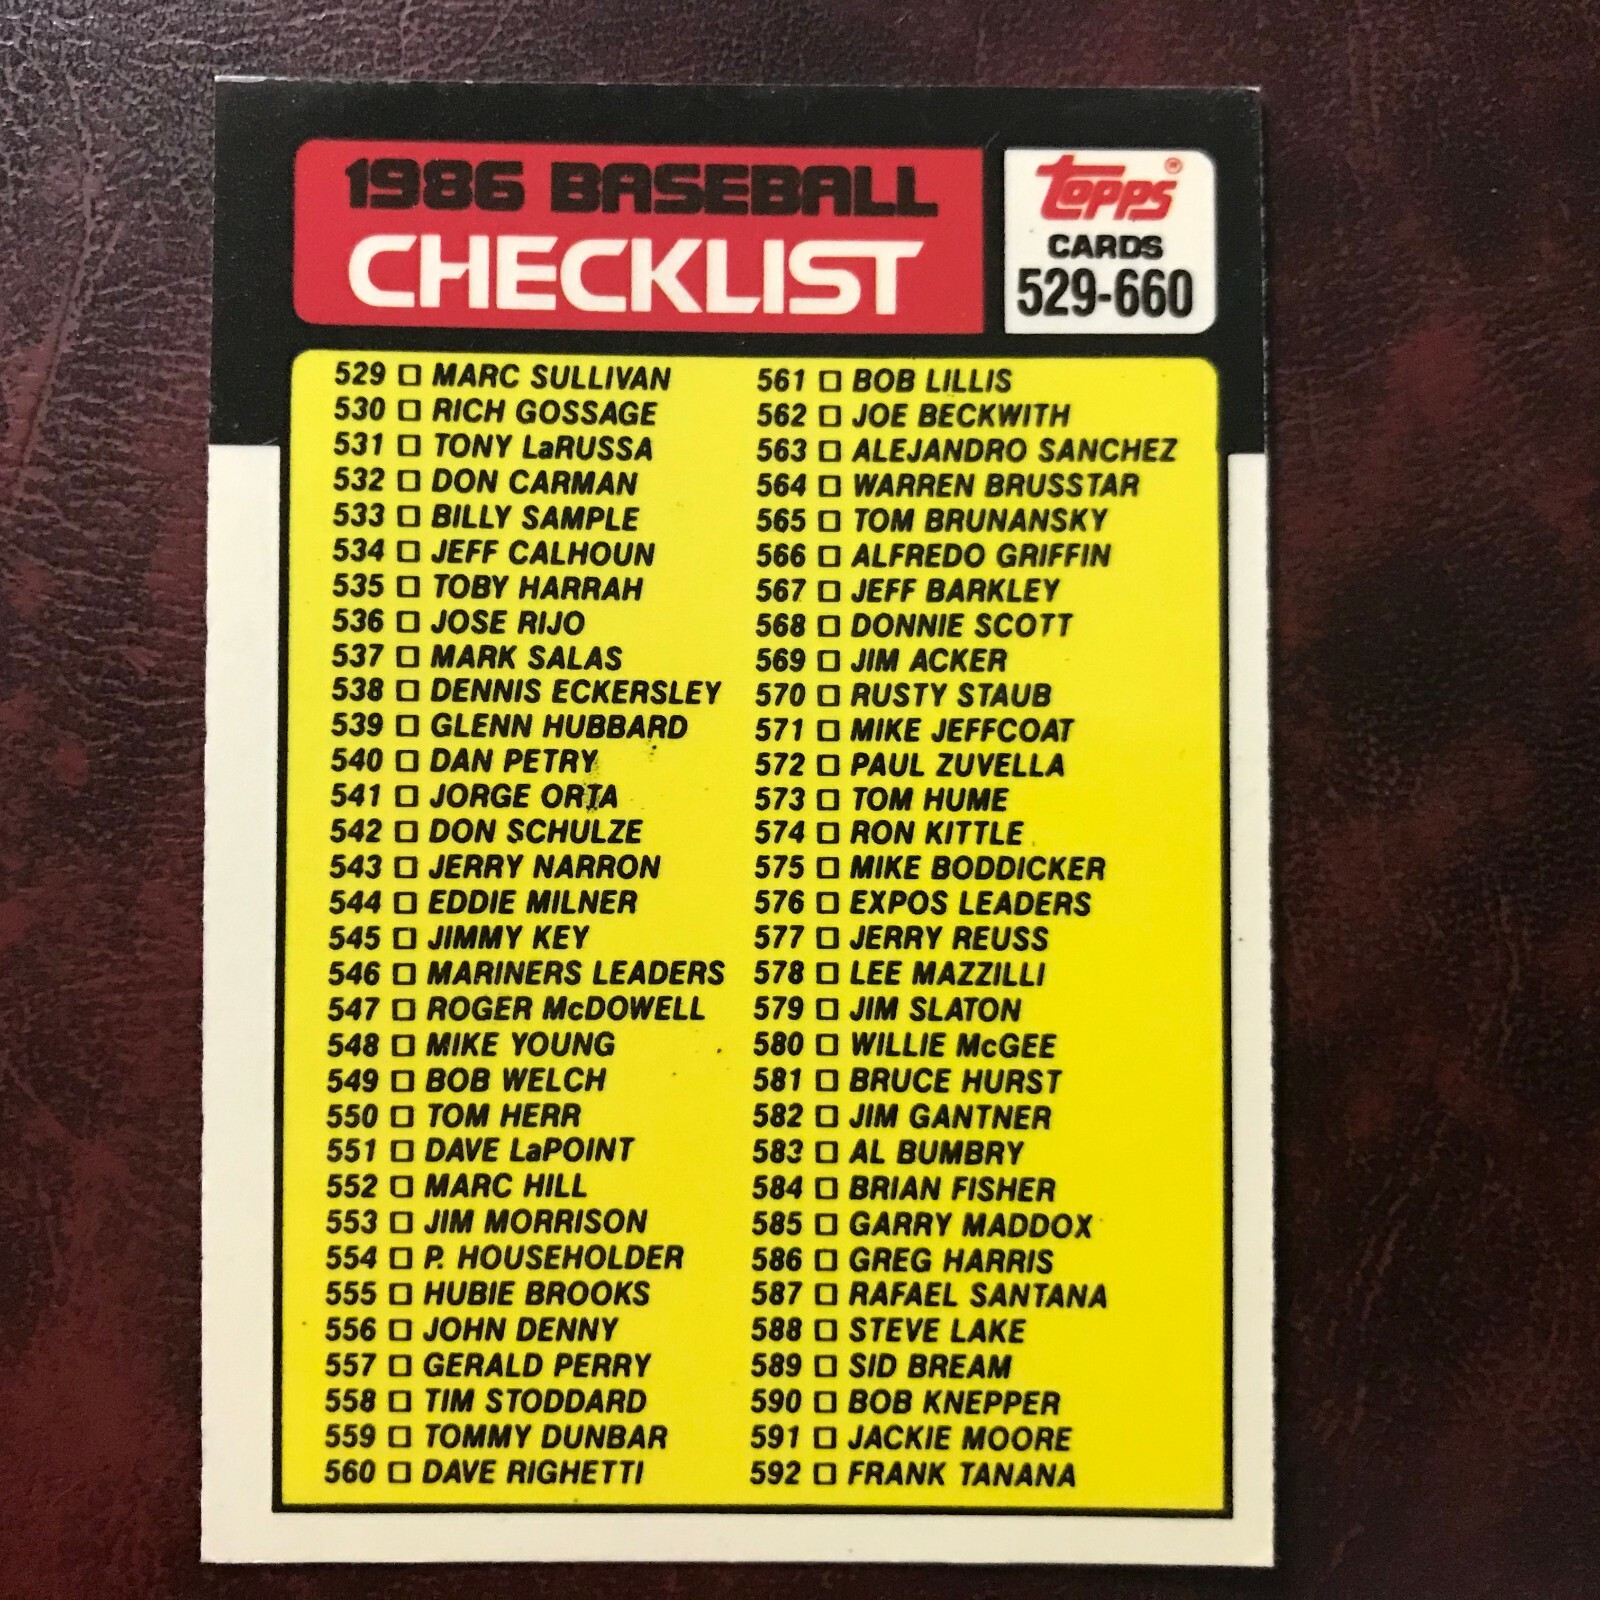 1986 BASEBALL
CHECKLIST
Topps®
CARDS
529-660
529 □ MARC SULLIVAN
530 □ RICH GOSSAGE
531 □ TONY LaRUSSA
532 □ DON CARMAN
533 □ BILLY SAMPLE
534 □ JEFF CALHOUN
535 □ TOBY HARRAH
536 □ JOSE RIJO
537 □ MARK SALAS
538 □ DENNIS ECKERSLEY
539 □ GLENN HUBBARD
540 □ DAN PETRY
541 □ JORGE ORTA
542 □ DON SCHULZE
543 □ JERRY NARRON
544 □ EDDIE MILNER
545 □ JIMMY KEY
546 □ MARINERS LEADERS
547 □ ROGER McDOWELL
548 □ MIKE YOUNG
549 □ BOB WELCH
550 □ TOM HERR
551 □ DAVE LaPOINT
552 □ MARC HILL
553 □ JIM MORRISON
554 □ P. HOUSEHOLDER
555 □ HUBIE BROOKS
556 □ JOHN DENNY
557 □ GERALD PERRY
558 □ TIM STODDARD
559 □ TOMMY DUNBAR
560 □ DAVE RIGHETTI
561 □ BOB LILLIS
562 □ JOE BECKWITH
563 □ ALEJANDRO SANCHEZ
564 □ WARREN BRUSSTAR
565 □ TOM BRUNANSKY
566 □ ALFREDO GRIFFIN
567 □ JEFF BARKLEY
568 □ DONNIE SCOTT
569 □ JIM ACKER
570 □ RUSTY STAUB
571 □ MIKE JEFFCOAT
572 □ PAUL ZUVELLA
573 □ TOM HUME
574 □ RON KITTLE
575 □ MIKE BODDICKER
576 □ EXPOS LEADERS
577 □ JERRY REUSS
578 □ LEE MAZZILLI
579 □ JIM SLATON
580 □ WILLIE McGEE
581 □ BRUCE HURST
582 □ JIM GANTNER
583 □ AL BUMBRY
584 □ BRIAN FISHER
585 □ GARRY MADDOX
586 □ GREG HARRIS
587 □ RAFAEL SANTANA
588 □ STEVE LAKE
589 □ SID BREAM
590 □ BOB KNEPPER
591 □ JACKIE MOORE
592 □ FRANK TANANA